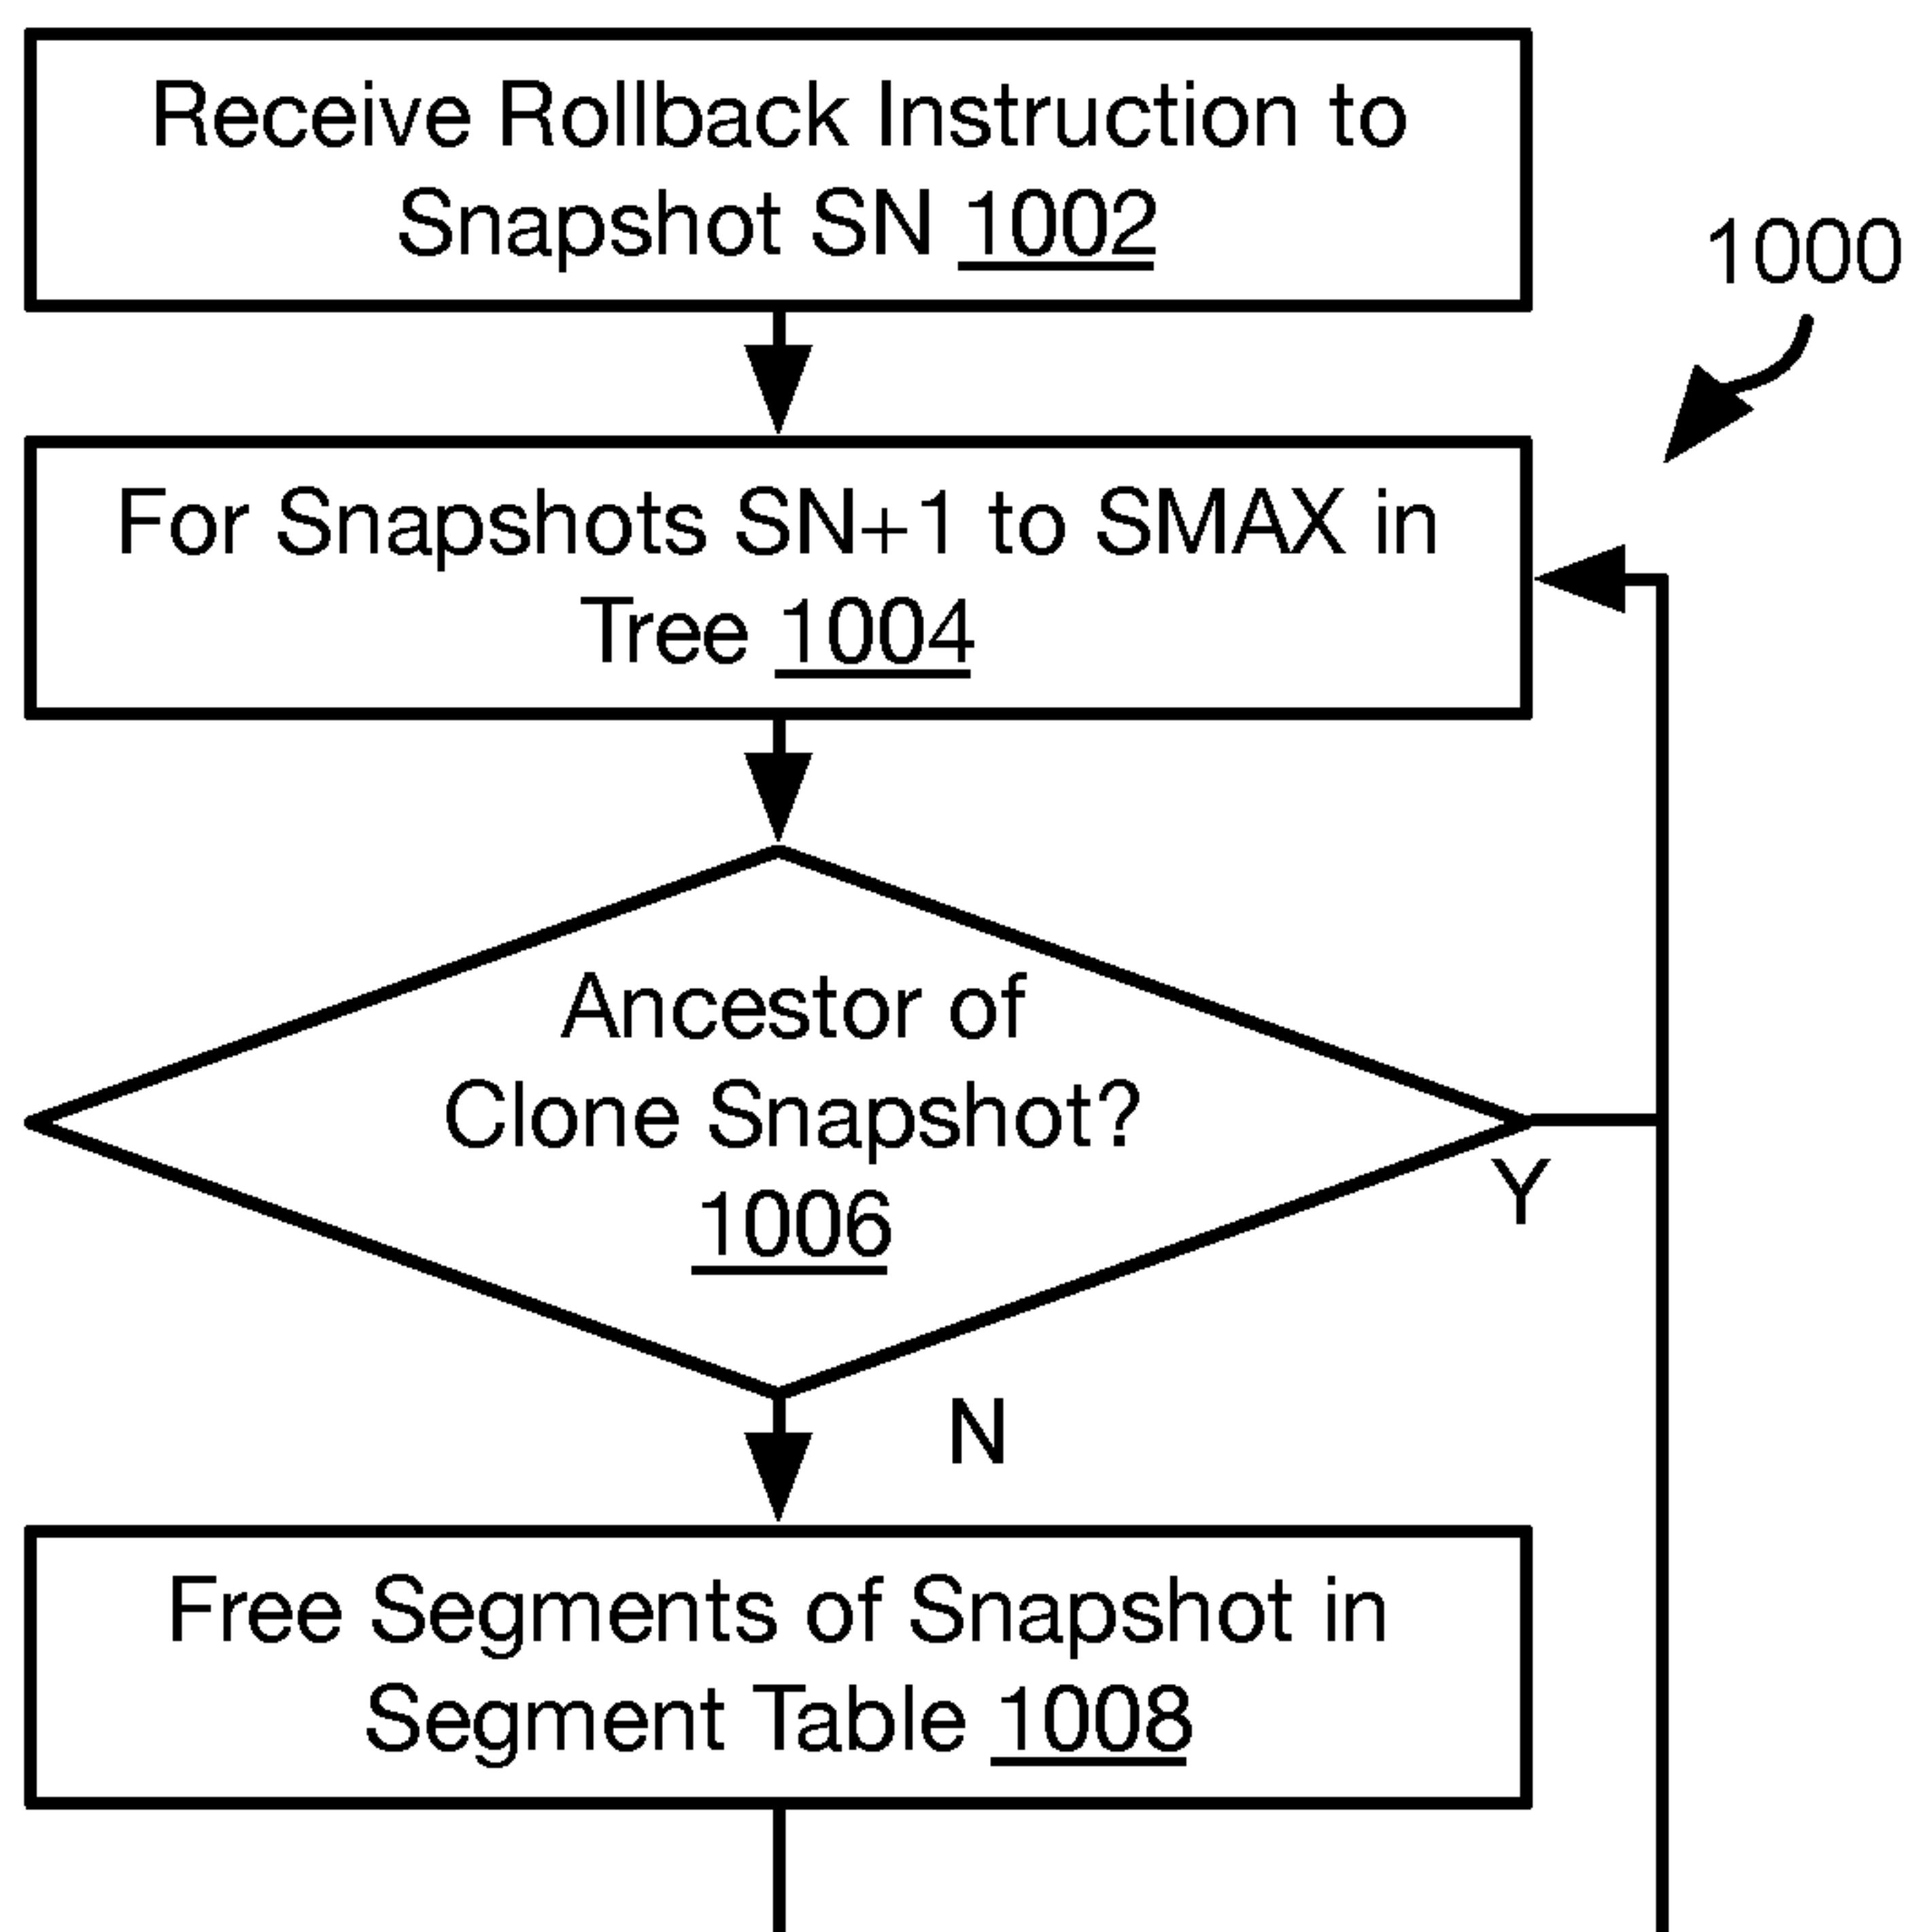 Receive Rollback Instruction to
Snapshot SN 1002
1000
For Snapshots SN+1 to SMAX in
Tree 1004
Ancestor of
Clone Snapshot?
1006
Y
N
Free Segments of Snapshot in
Segment Table 1008